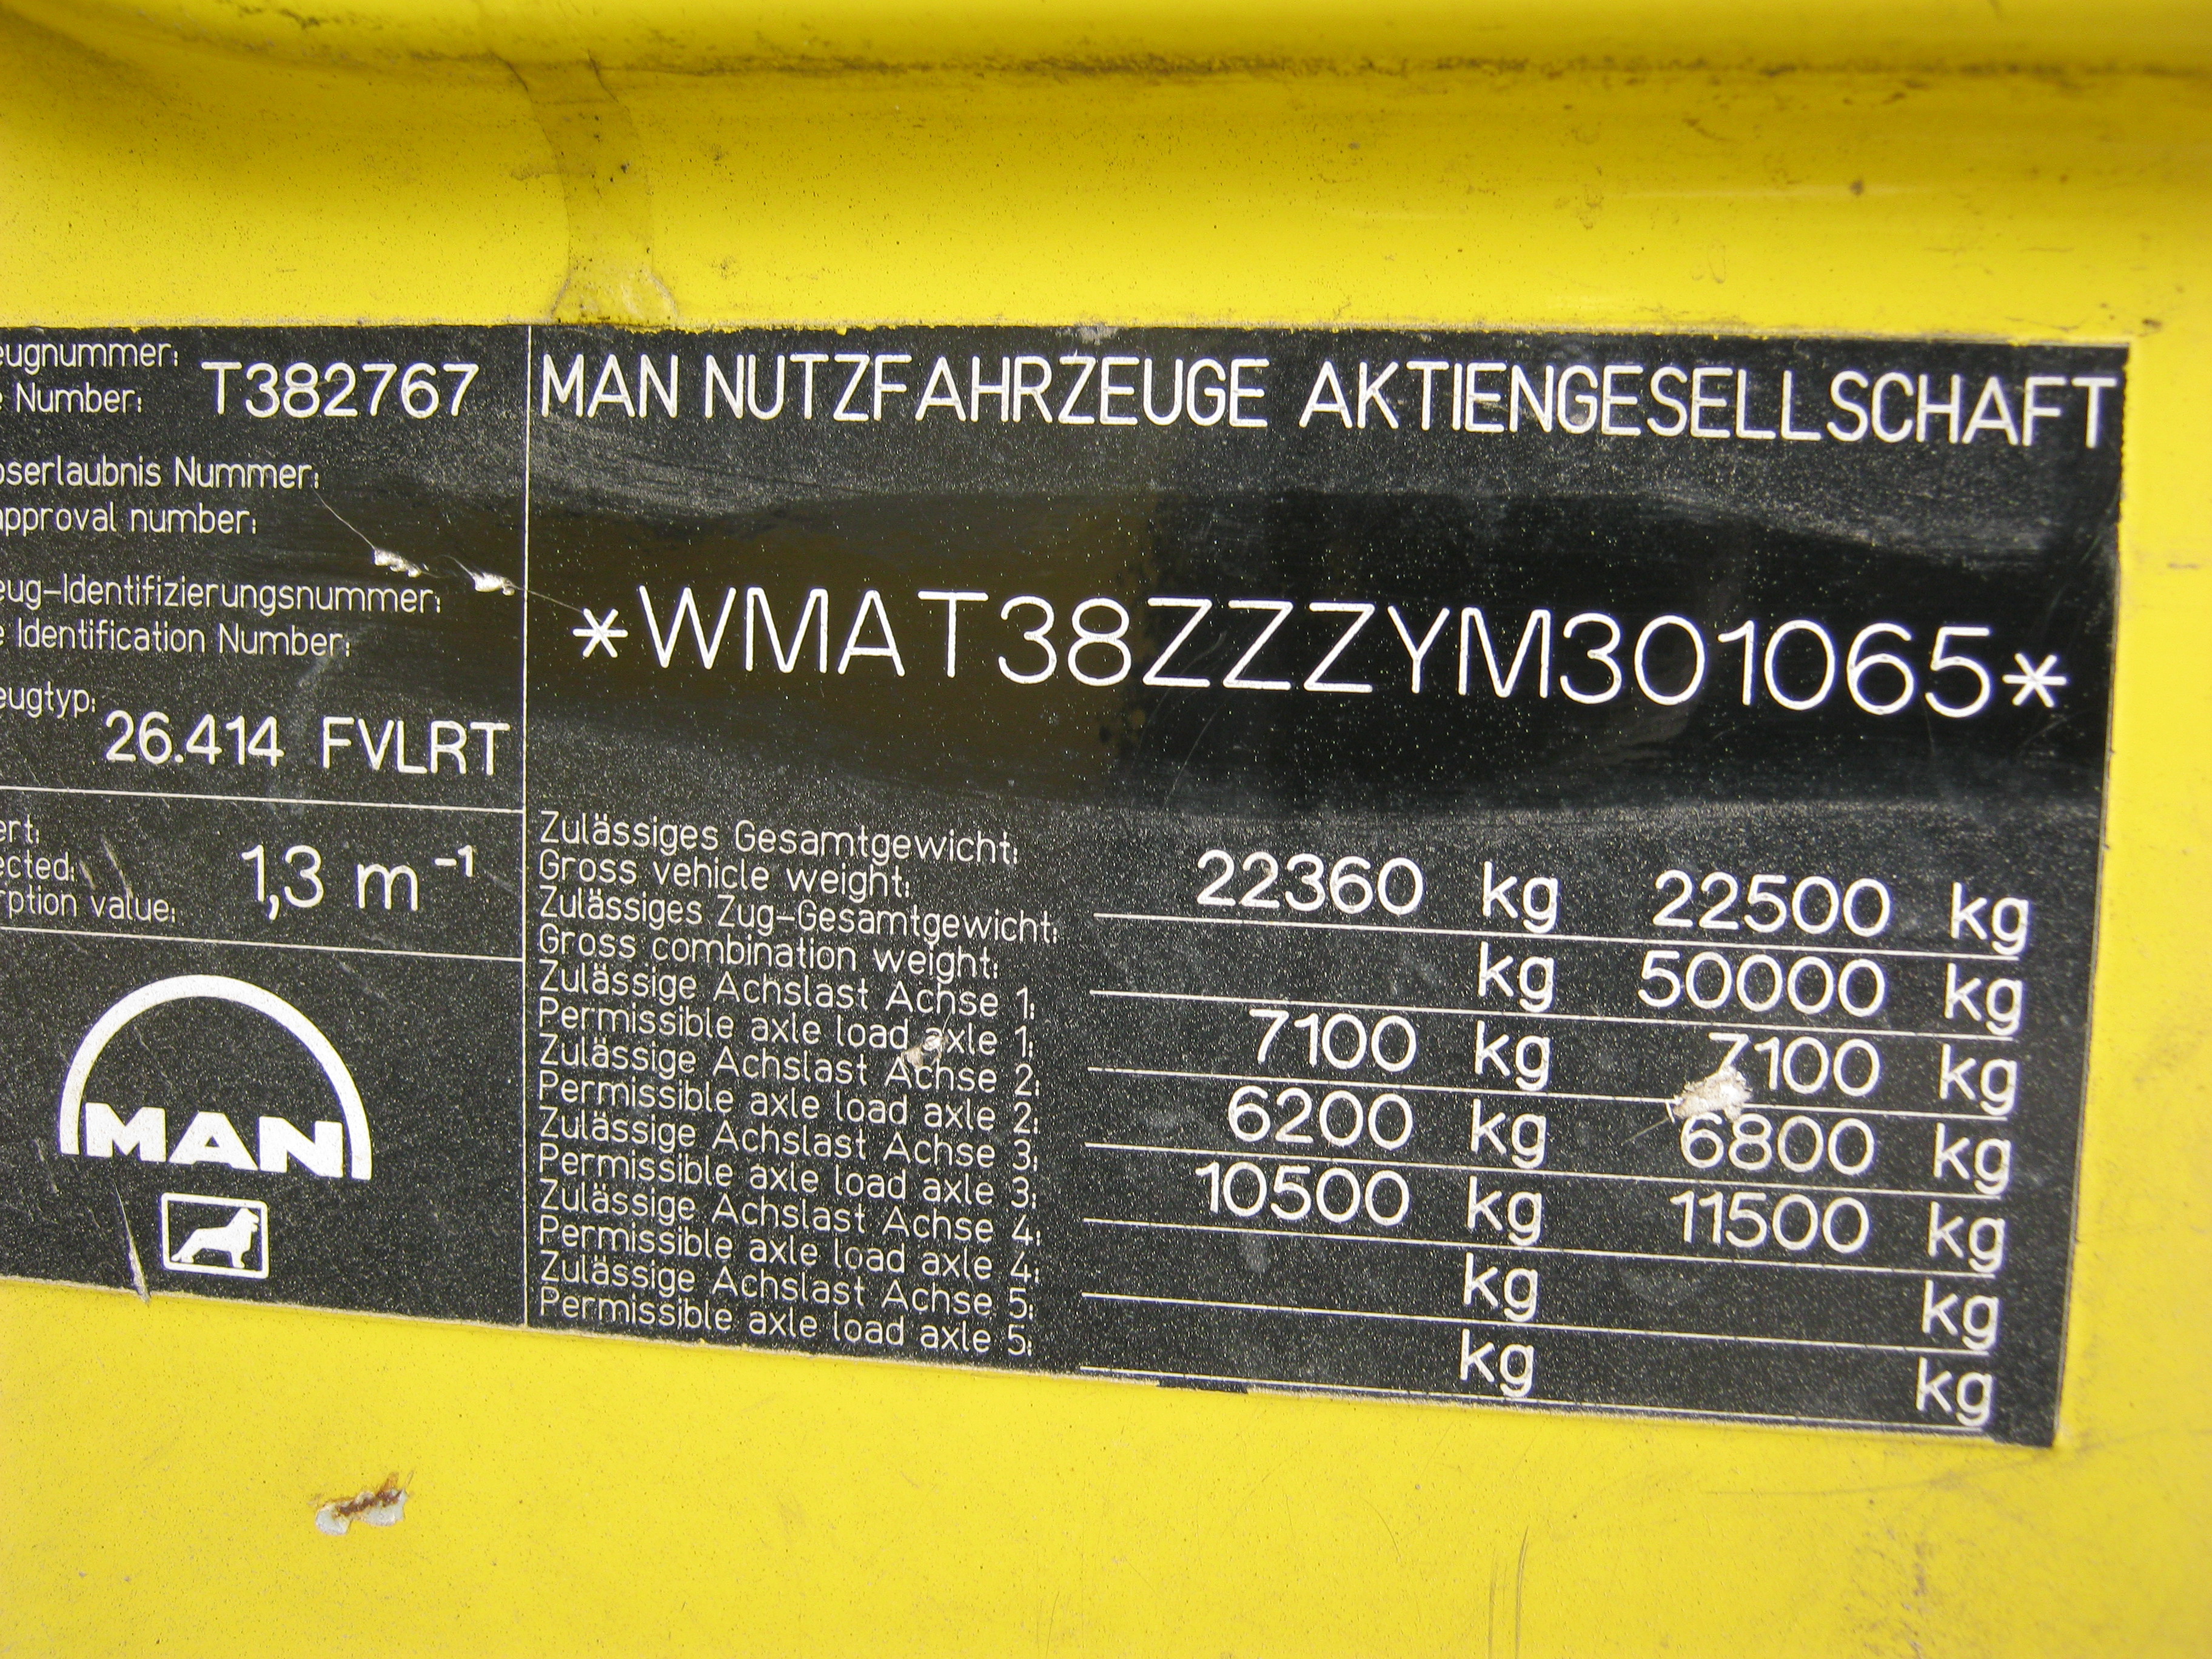 eugnummer:
e Number: T382767
oserlaubnis Nummer:
approval number:
eug-Identifizierungsnummer:
e Identification Number:
eugtyp:
26.414 FVLRT
ert:
ected:
rption value: 1,3 m⁻¹
MAN
MAN NUTZFAHRZEUGE AKTIENGESELLSCHAFT
*WMAT38ZZZYM301065*
Zulässiges Gesamtgewicht:
Gross vehicle weight: 22360 kg 22500 kg
Zulässiges Zug-Gesamtgewicht:
Gross combination weight: kg 50000 kg
Zulässige Achslast Achse 1:
Permissible axle load axle 1: 7100 kg 7100 kg
Zulässige Achslast Achse 2:
Permissible axle load axle 2: 6200 kg 6800 kg
Zulässige Achslast Achse 3:
Permissible axle load axle 3: 10500 kg 11500 kg
Zulässige Achslast Achse 4:
Permissible axle load axle 4: kg kg
Zulässige Achslast Achse 5:
Permissible axle load axle 5: kg kg